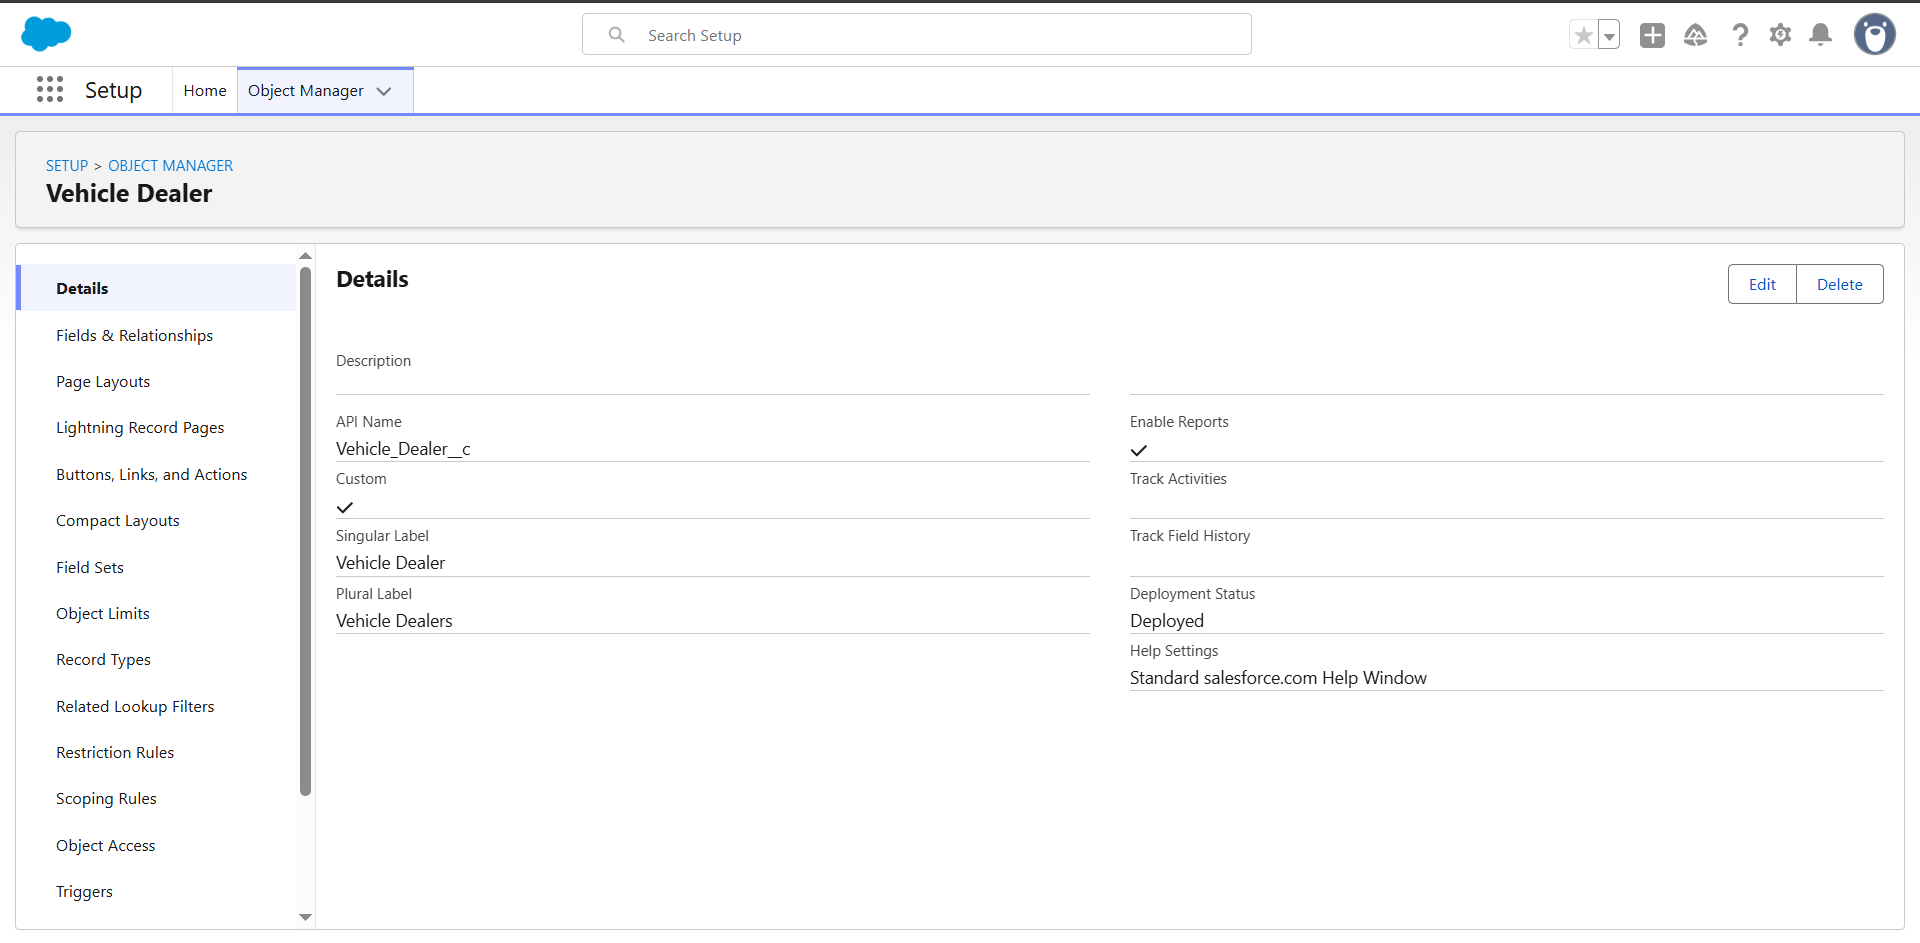 Search Setup
Setup
Home
Object Manager
SETUP > OBJECT MANAGER
Vehicle Dealer
Details
Fields & Relationships
Page Layouts
Lightning Record Pages
Buttons, Links, and Actions
Compact Layouts
Field Sets
Object Limits
Record Types
Related Lookup Filters
Restriction Rules
Scoping Rules
Object Access
Triggers
Details
Edit
Delete
Description
API Name
Vehicle_Dealer__c
Custom
Singular Label
Vehicle Dealer
Plural Label
Vehicle Dealers
Enable Reports
Track Activities
Track Field History
Deployment Status
Deployed
Help Settings
Standard salesforce.com Help Window